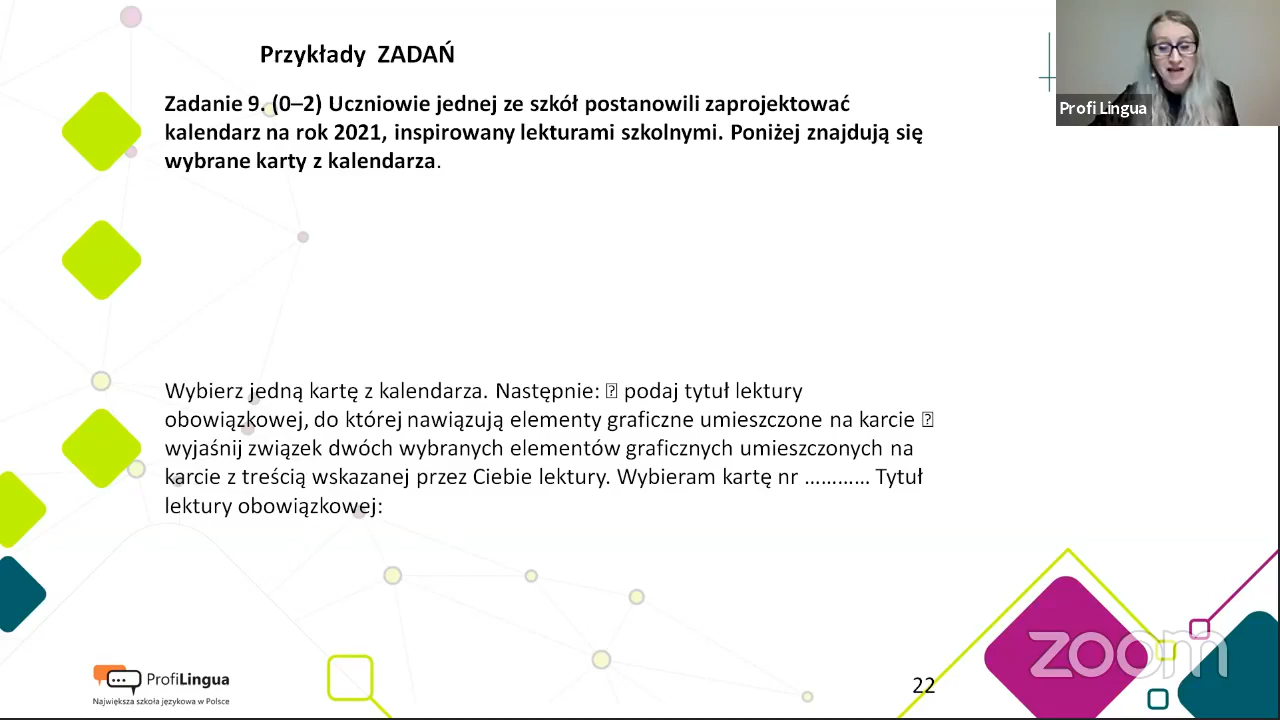 Przykłady ZADAŃ
Profi Lingua
Zadanie 9. (0–2) Uczniowie jednej ze szkół postanowili zaprojektować
kalendarz na rok 2021, inspirowany lekturami szkolnymi. Poniżej znajdują się
wybrane karty z kalendarza.
Wybierz jedną kartę z kalendarza. Następnie: podaj tytuł lektury
obowiązkowej, do której nawiązują elementy graficzne umieszczone na karcie
wyjaśnij związek dwóch wybranych elementów graficznych umieszczonych na
karcie z treścią wskazanej przez Ciebie lektury. Wybieram kartę nr ………… Tytuł
lektury obowiązkowej:
ProfiLingua
Największa szkoła językowa w Polsce
22
zoom